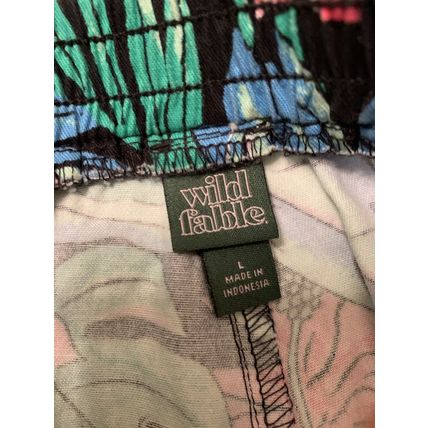 wild
fable.
L
MADE IN
INDONESIA